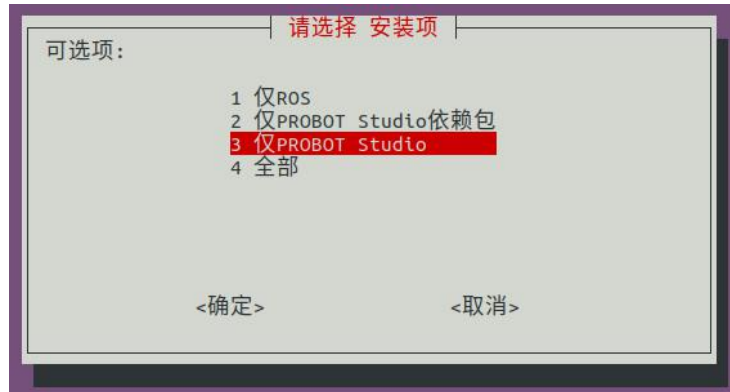 请选择 安装项
可选项:
1 仅ROS
2 仅PROBOT Studio依赖包
3 仅PROBOT Studio
4 全部
<确定> <取消>